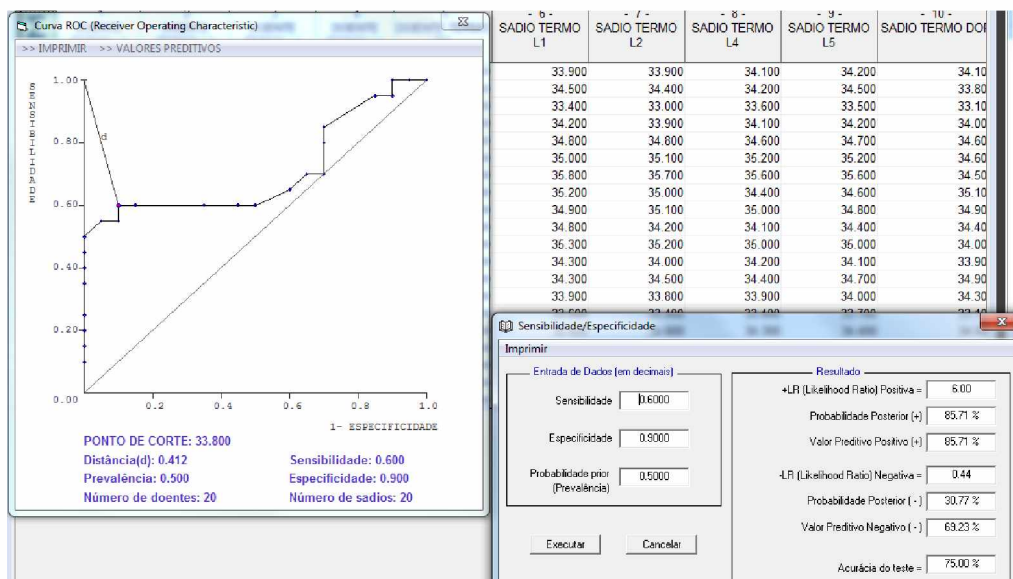 Curva ROC (Receiver Operating Characteristic)
>> IMPRIMIR >> VALORES PREDITIVOS
SENSIBILIDADE
1.00
0.80
0.60
0.40
0.20
0.00
d
0.2 0.4 0.6 0.8 1.0
1- ESPECIFICIDADE
PONTO DE CORTE: 33.800
Distância(d): 0.412 Sensibilidade: 0.600
Prevalência: 0.500 Especificidade: 0.900
Número de doentes: 20 Número de sadios: 20
- 6 - - 7 - - 8 - - 9 - - 10 -
SADIO TERMO SADIO TERMO SADIO TERMO SADIO TERMO SADIO TERMO DOI
L1 L2 L4 L5
33.900 33.900 34.100 34.200 34.10
34.500 34.400 34.200 34.500 33.80
33.400 33.000 33.600 33.500 33.10
34.200 33.900 34.100 34.200 34.00
34.800 34.800 34.600 34.700 34.60
35.000 35.100 35.200 35.200 34.60
35.800 35.700 35.600 35.600 34.50
35.200 35.000 34.400 34.600 35.10
34.900 35.100 35.000 34.800 34.90
34.800 34.200 34.100 34.400 34.40
35.300 35.200 35.000 35.000 34.00
34.300 34.000 34.200 34.100 33.90
34.300 34.500 34.400 34.700 34.90
33.900 33.800 33.900 34.000 34.30
Sensibilidade/Especificidade
Imprimir
Entrada de Dados (em decimais)
Sensibilidade 0.6000
Especificidade 0.9000
Probabilidade prior
(Prevalência) 0.5000
Executar Cancelar
Resultado
+LR (Likelihood Ratio) Positiva = 6.00
Probabilidade Posterior (+) 85.71 %
Valor Preditivo Positivo (+) 85.71 %
-LR (Likelihood Ratio) Negativa = 0.44
Probabilidade Posterior ( - ) 30.77 %
Valor Preditivo Negativo ( - ) 69.23 %
Acurácia do teste = 75.00 %